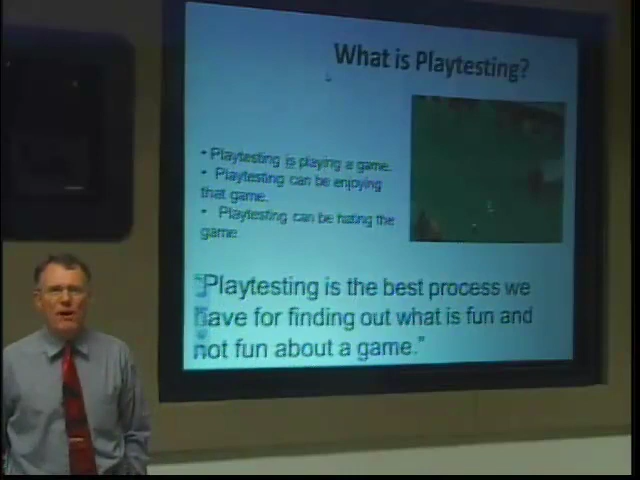 What is Playtesting?
• Playtesting is playing a game.
• Playtesting can be enjoying
that game.
• Playtesting can be hating the
game.
"Playtesting is the best process we
have for finding out what is fun and
not fun about a game."